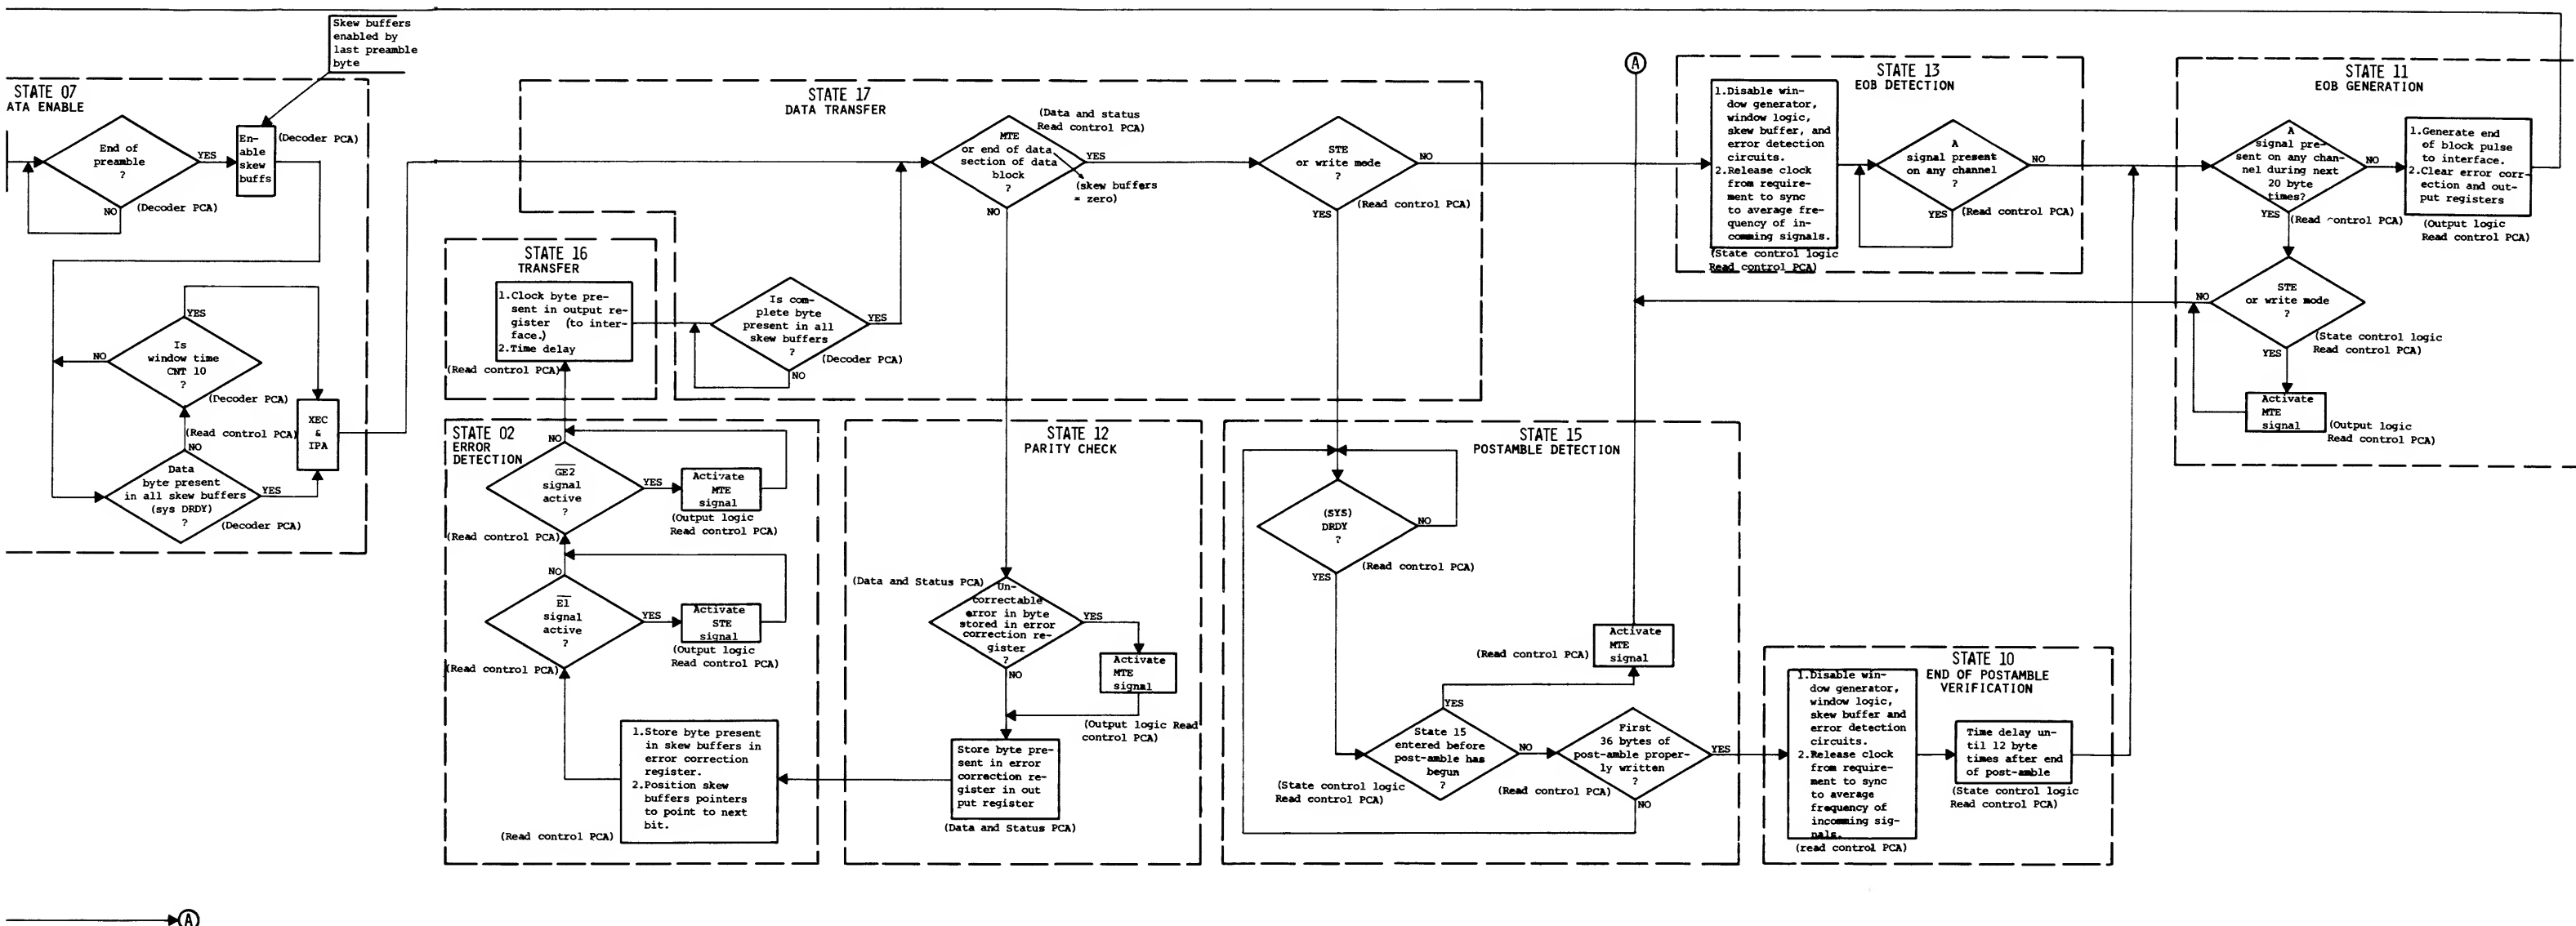 Skew buffers
enabled by
last preamble
byte
STATE 07
ATA ENABLE
End of
preamble
?
YES
NO
(Decoder PCA)
En-
able
skew
buffs
(Decoder PCA)
Is
window time
CNT 10
?
YES
NO
(Decoder PCA)
(Read control PCA)
NO
Data
byte present
in all skew buffers
(sys DRDY)
?
YES
(Decoder PCA)
XEC
&
IPA
A
STATE 17
DATA TRANSFER
MTE
or end of data
section of data
block
?
(Data and status
Read control PCA)
YES
(skew buffers
= zero)
NO
STE
or write mode
?
NO
(Read control PCA)
YES
Is com-
plete byte
present in all
skew buffers
?
YES
(Decoder PCA)
NO
STATE 16
TRANSFER
1.Clock byte pre-
sent in output re-
gister (to inter-
face.)
2.Time delay
(Read control PCA)
STATE 02
ERROR
DETECTION
NO
GE2
signal
active
?
YES
Activate
MTE
signal
(Output logic
Read control PCA)
(Read control PCA)
NO
E1
signal
active
?
YES
Activate
STE
signal
(Output logic
Read control PCA)
(Read control PCA)
1.Store byte present
in skew buffers in
error correction
register.
2.Position skew
buffers pointers
to point to next
bit.
(Read control PCA)
STATE 12
PARITY CHECK
(Data and Status PCA)
Un-
correctable
error in byte
stored in error
correction re-
gister
?
YES
NO
Activate
MTE
signal
(Output logic Read
control PCA)
Store byte pre-
sent in error
correction re-
gister in out
put register
(Data and Status PCA)
STATE 15
POSTAMBLE DETECTION
(SYS)
DRDY
?
NO
(Read control PCA)
YES
Activate
MTE
signal
(Read control PCA)
YES
State 15
entered before
post-amble has
begun
?
NO
(State control logic
Read control PCA)
First
36 bytes of
post-amble proper-
ly written
?
YES
(Read control PCA)
NO
A
STATE 13
EOB DETECTION
1.Disable win-
dow generator,
window logic,
skew buffer, and
error detection
circuits.
2.Release clock
from require-
ment to sync
to average fre-
quency of in-
comming signals.
(State control logic
Read control PCA)
A
signal present
on any channel
?
NO
YES
(Read control PCA)
STATE 10
END OF POSTAMBLE
VERIFICATION
1.Disable win-
dow generator,
window logic,
skew buffer and
error detection
circuits.
2.Release clock
from require-
ment to sync
to average
frequency of
incomming sig-
nals.
(read control PCA)
Time delay un-
til 12 byte
times after end
of post-amble
(State control logic
Read control PCA)
STATE 11
EOB GENERATION
A
signal pre-
sent on any chan-
nel during next
20 byte
times?
NO
YES
(Read control PCA)
1.Generate end
of block pulse
to interface.
2.Clear error corr-
ection and out-
put registers
(Output logic
Read control PCA)
STE
or write mode
?
NO
YES
(State control logic
Read control PCA)
Activate
MTE
signal
(Output logic
Read control PCA)